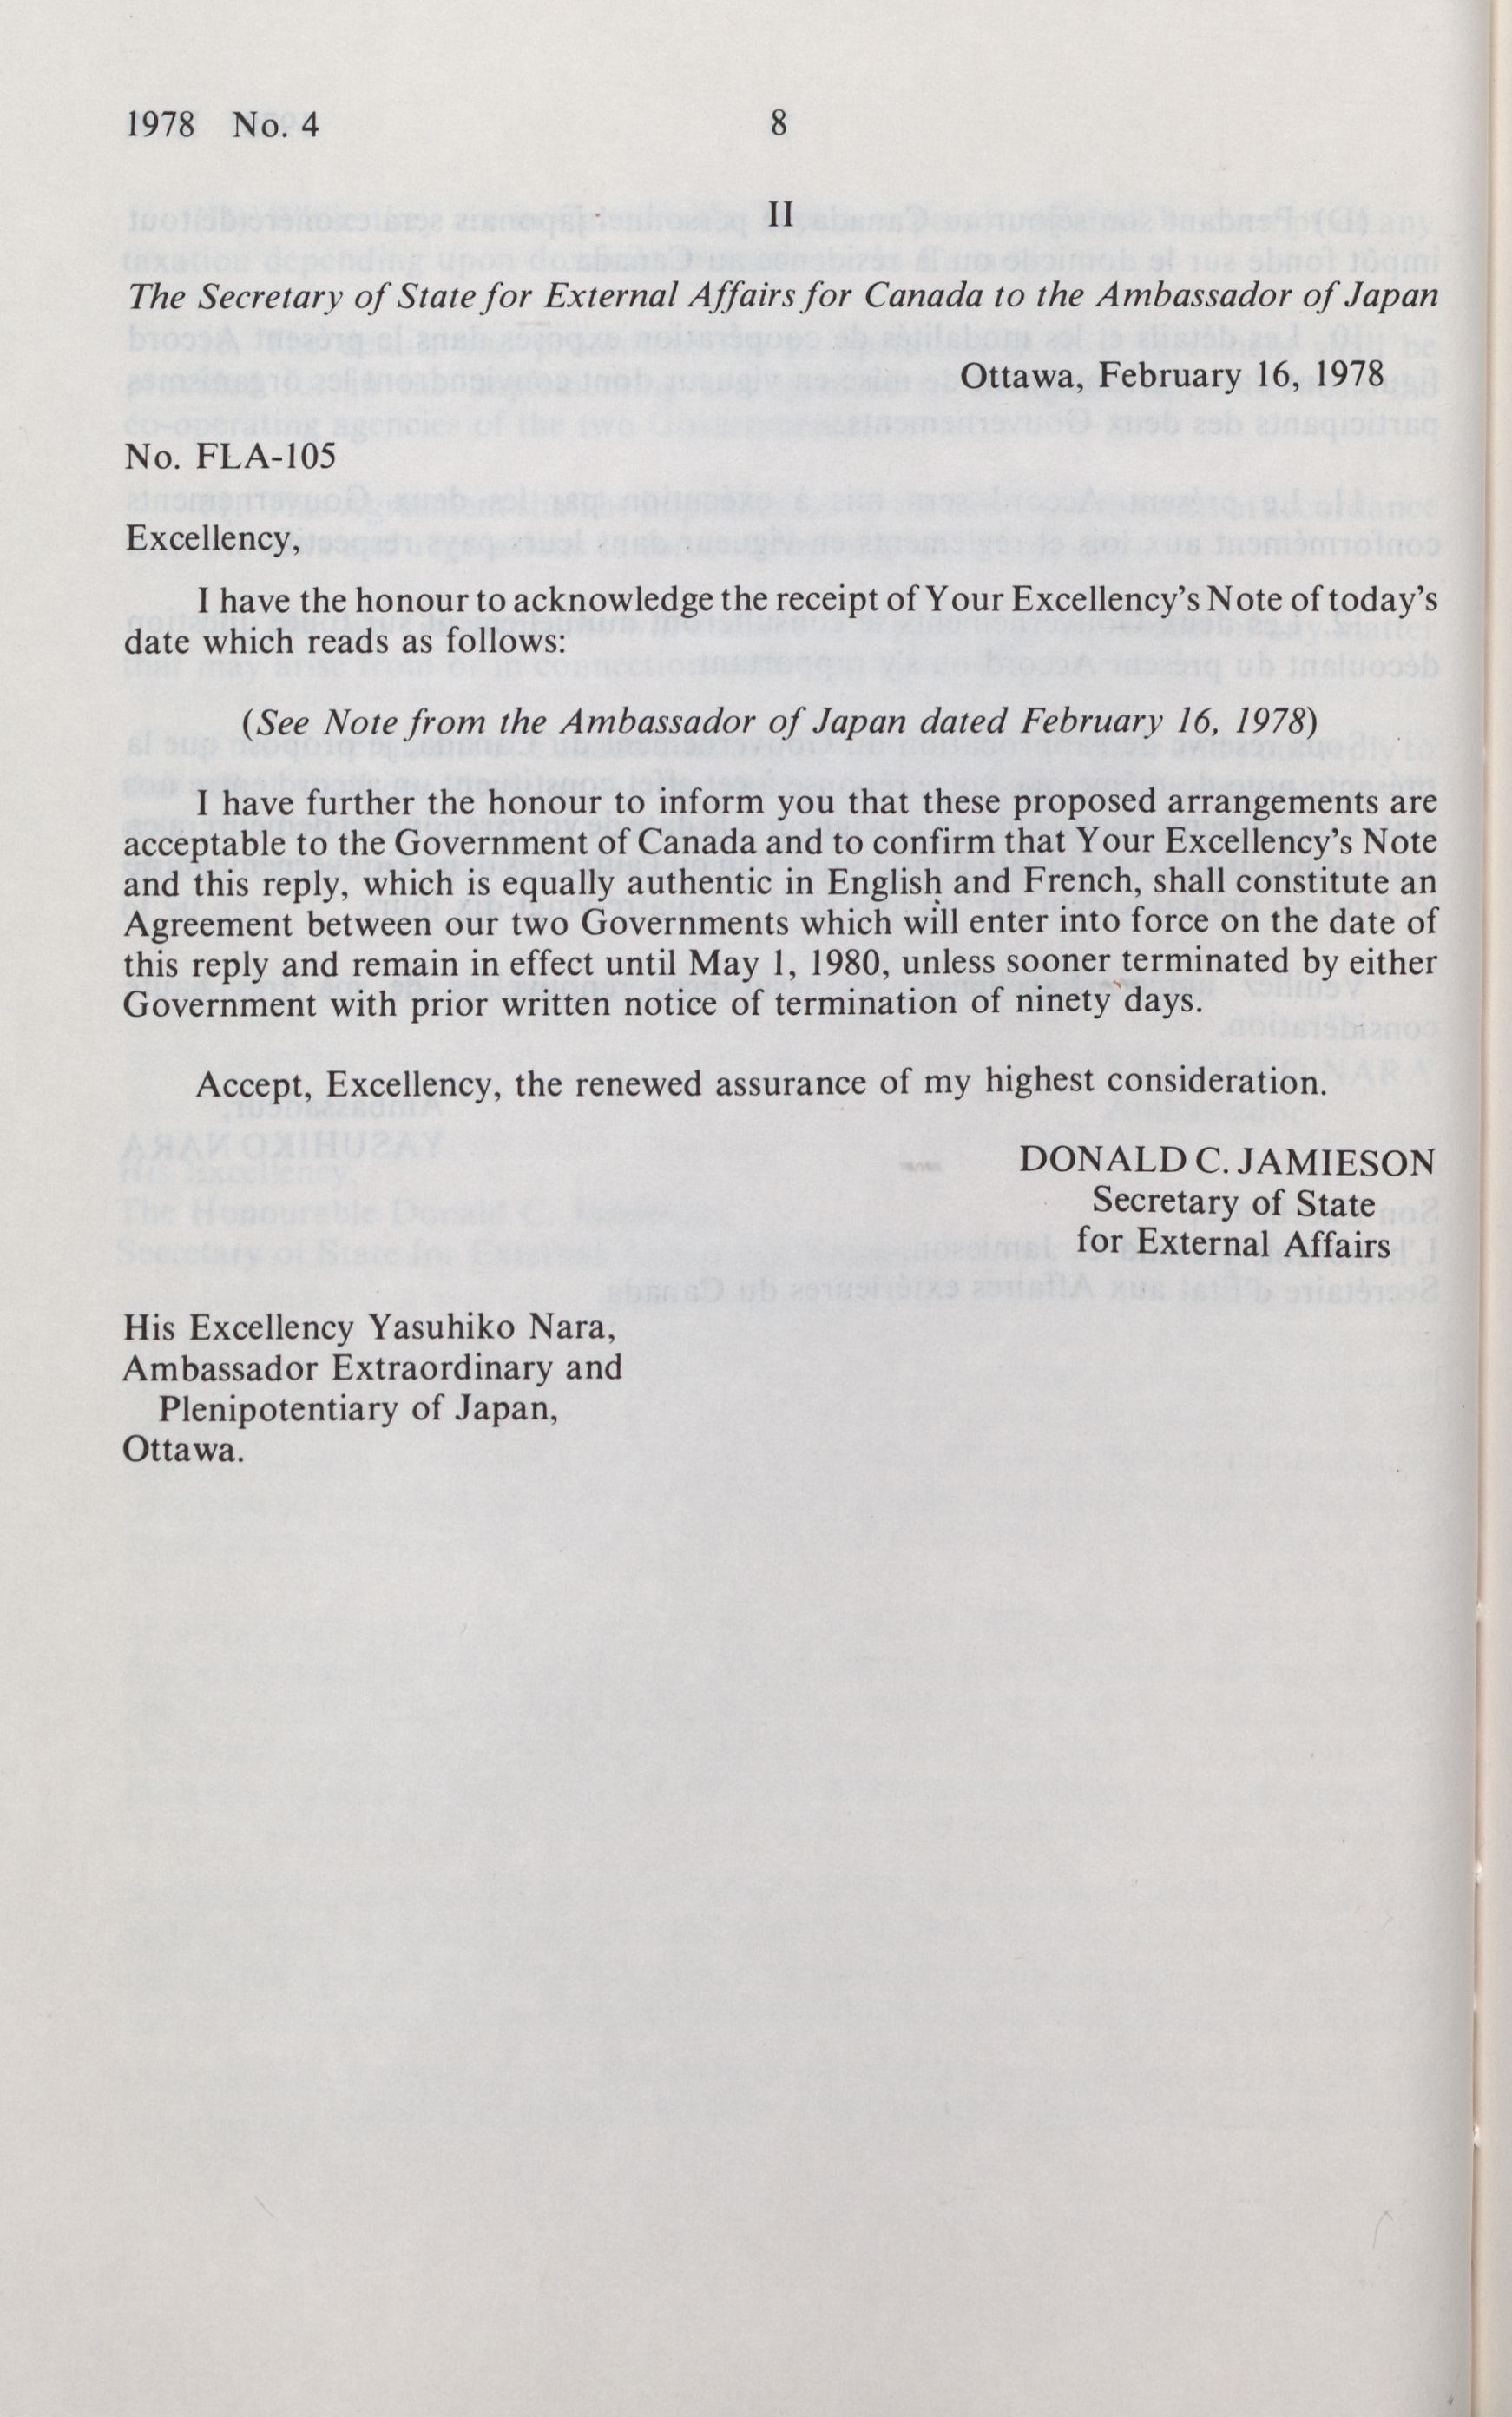 1978 No. 4
8
II
The Secretary of State for External Affairs for Canada to the Ambassador of Japan
Ottawa, February 16, 1978
No. FLA-105
Excellency,
I have the honour to acknowledge the receipt of Your Excellency's Note of today's
date which reads as follows:
(See Note from the Ambassador of Japan dated February 16, 1978)
I have further the honour to inform you that these proposed arrangements are
acceptable to the Government of Canada and to confirm that Your Excellency's Note
and this reply, which is equally authentic in English and French, shall constitute an
Agreement between our two Governments which will enter into force on the date of
this reply and remain in effect until May 1, 1980, unless sooner terminated by either
Government with prior written notice of termination of ninety days.
Accept, Excellency, the renewed assurance of my highest consideration.
DONALD C. JAMIESON
Secretary of State
for External Affairs
His Excellency Yasuhiko Nara,
Ambassador Extraordinary and
Plenipotentiary of Japan,
Ottawa.